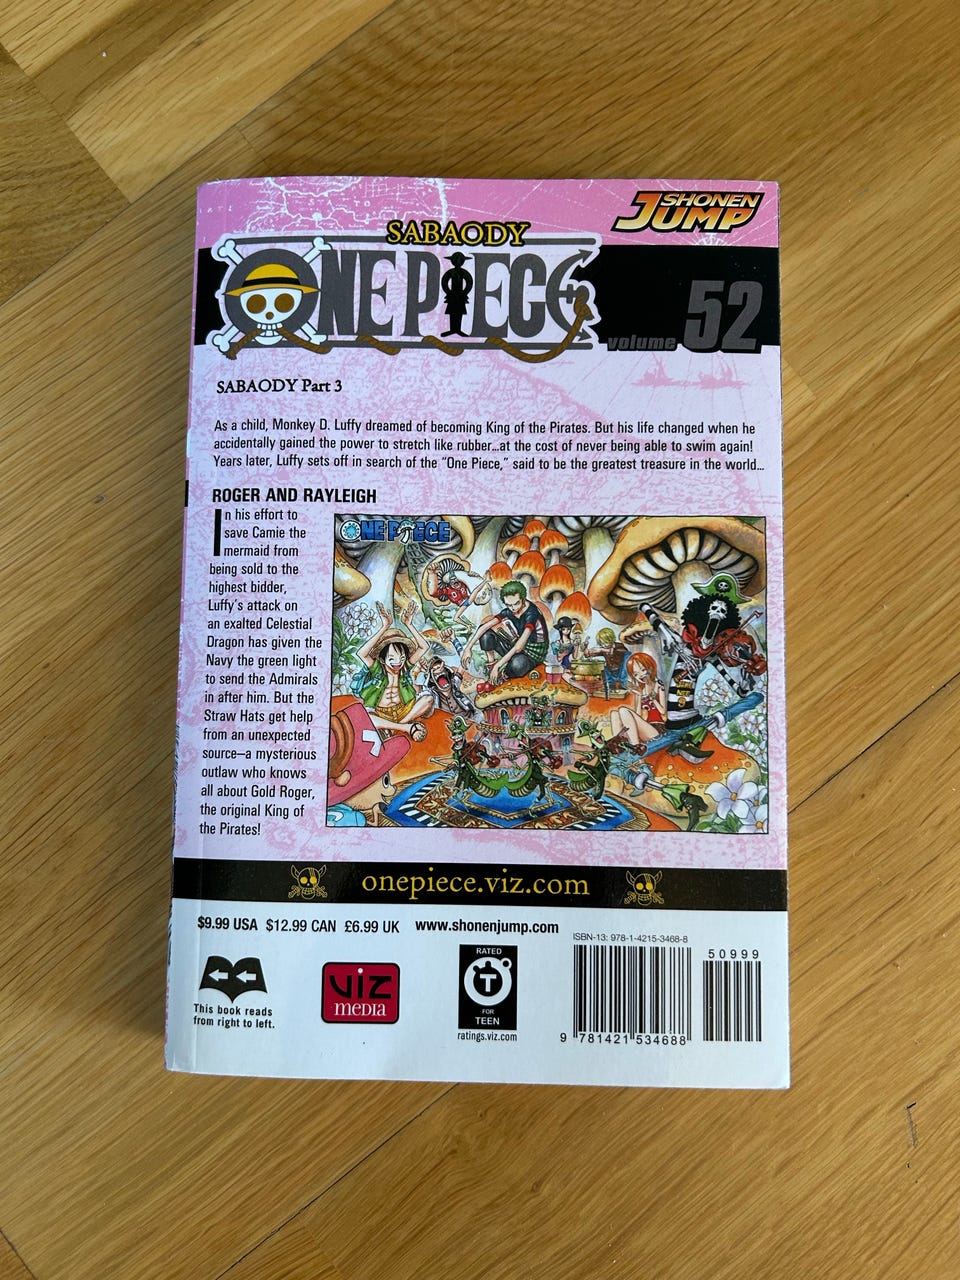 SHONEN
JUMP
SABAODY
ONE PIECE
volume 52
SABAODY Part 3
As a child, Monkey D. Luffy dreamed of becoming King of the Pirates. But his life changed when he
accidentally gained the power to stretch like rubber...at the cost of never being able to swim again!
Years later, Luffy sets off in search of the "One Piece," said to be the greatest treasure in the world...
ROGER AND RAYLEIGH
In his effort to
save Camie the
mermaid from
being sold to the
highest bidder,
Luffy's attack on
an exalted Celestial
Dragon has given the
Navy the green light
to send the Admirals
in after him. But the
Straw Hats get help
from an unexpected
source—a mysterious
outlaw who knows
all about Gold Roger,
the original King of
the Pirates!
ONE PIECE
onepiece.viz.com
$9.99 USA $12.99 CAN £6.99 UK www.shonenjump.com
ISBN-13: 978-1-4215-3468-8
50999
This book reads
from right to left.
VIZ
MEDIA
RATED
T
FOR
TEEN
ratings.viz.com
9 781421 534688